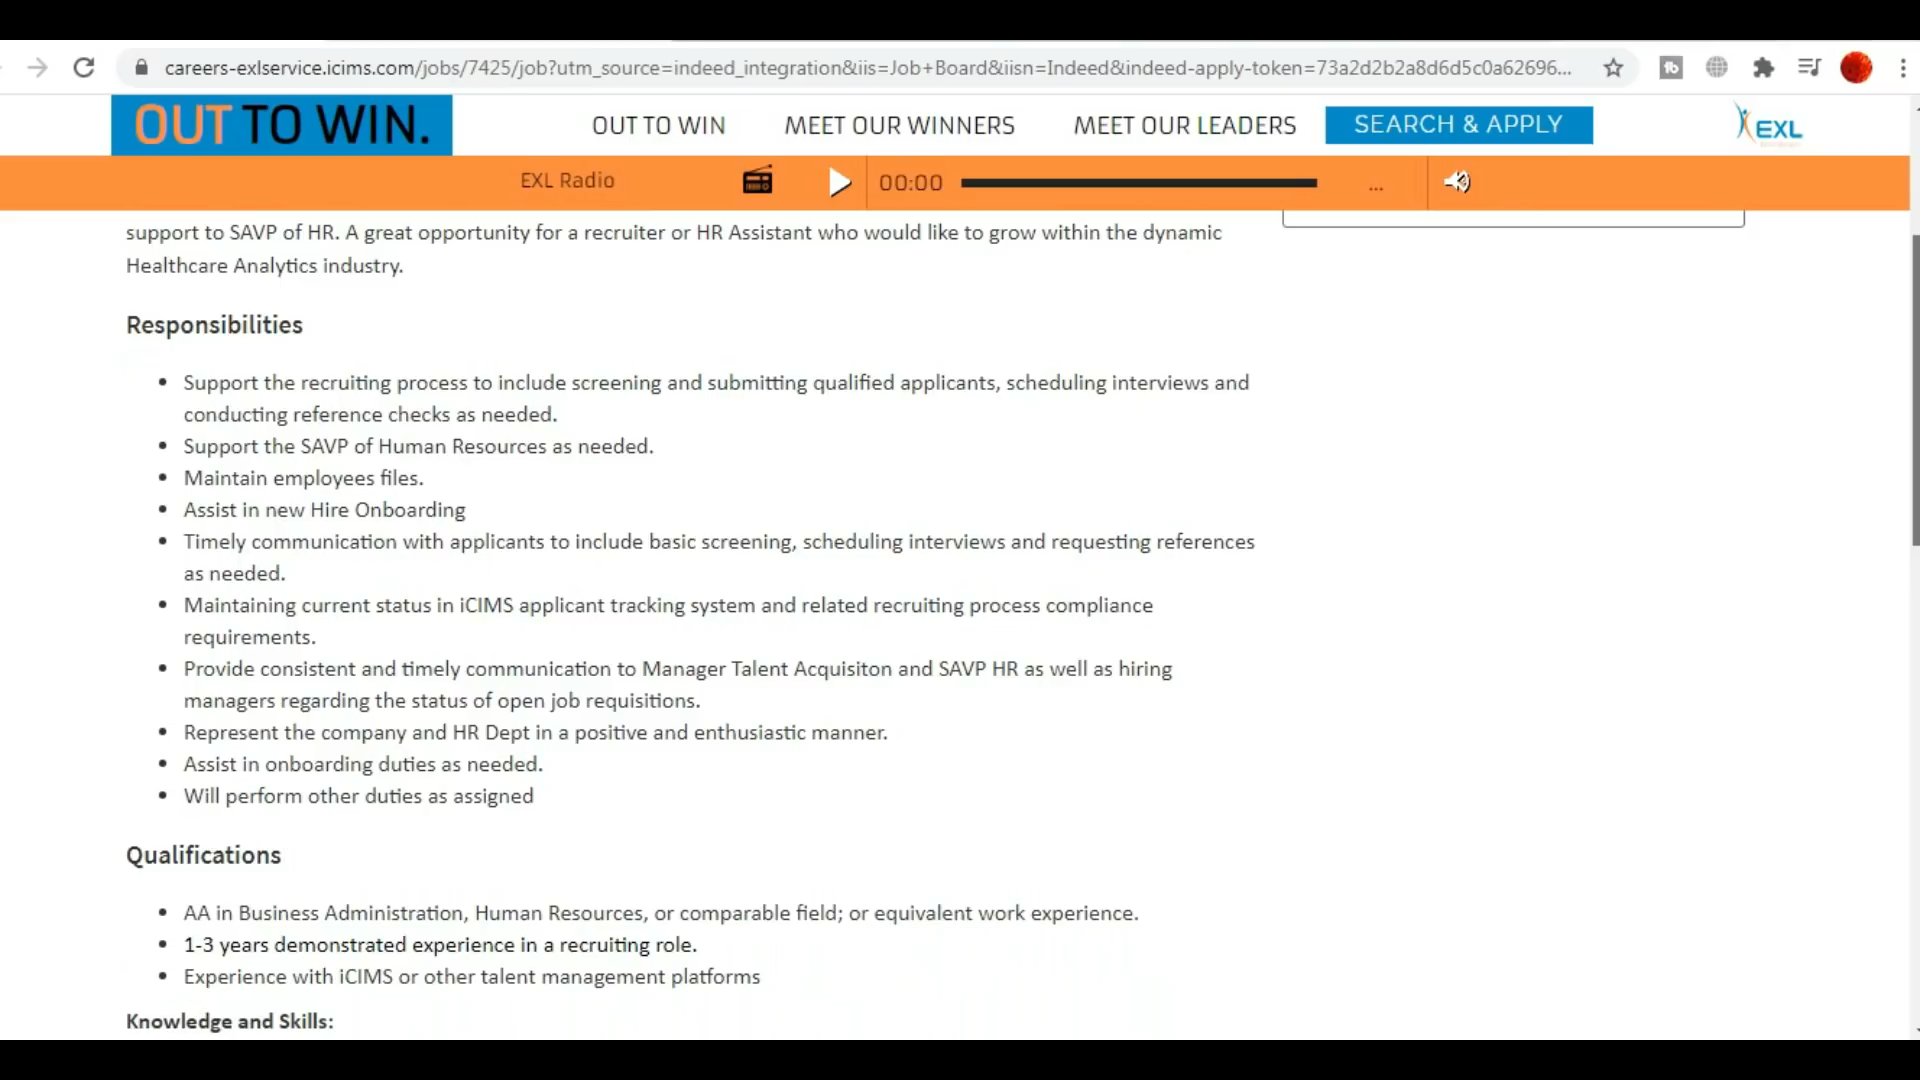 careers-exlservice.icims.com/jobs/7425/job?utm_source=indeed_integration&iis=Job+Board&iisn=Indeed&indeed-apply-token=73a2d2b2a8d6d5c0a62696...
OUT TO WIN.
OUT TO WIN
MEET OUR WINNERS
MEET OUR LEADERS
SEARCH & APPLY
EXL
EXL Radio
00:00
...
support to SAVP of HR. A great opportunity for a recruiter or HR Assistant who would like to grow within the dynamic
Healthcare Analytics industry.
Responsibilities
• Support the recruiting process to include screening and submitting qualified applicants, scheduling interviews and
conducting reference checks as needed.
• Support the SAVP of Human Resources as needed.
• Maintain employees files.
• Assist in new Hire Onboarding
• Timely communication with applicants to include basic screening, scheduling interviews and requesting references
as needed.
• Maintaining current status in iCIMS applicant tracking system and related recruiting process compliance
requirements.
• Provide consistent and timely communication to Manager Talent Acquisiton and SAVP HR as well as hiring
managers regarding the status of open job requisitions.
• Represent the company and HR Dept in a positive and enthusiastic manner.
• Assist in onboarding duties as needed.
• Will perform other duties as assigned
Qualifications
• AA in Business Administration, Human Resources, or comparable field; or equivalent work experience.
• 1-3 years demonstrated experience in a recruiting role.
• Experience with iCIMS or other talent management platforms
Knowledge and Skills: